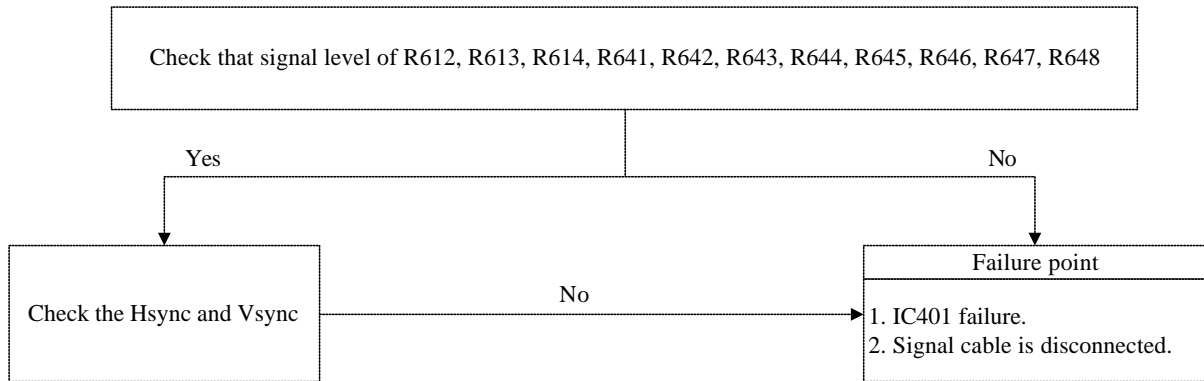 Check that signal level of R612, R613, R614, R641, R642, R643, R644, R645, R646, R647, R648
Yes
No
Failure point
Check the Hsync and Vsync
No
1. IC401 failure.
2. Signal cable is disconnected.